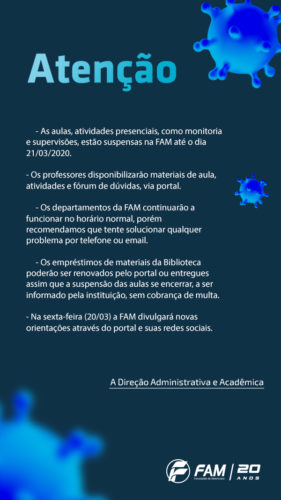 Atenção
- As aulas, atividades presenciais, como monitoria
e supervisões, estão suspensas na FAM até o dia
21/03/2020.
- Os professores disponibilizarão materiais de aula,
atividades e fórum de dúvidas, via portal.
- Os departamentos da FAM continuarão a
funcionar no horário normal, porém
recomendamos que tente solucionar qualquer
problema por telefone ou email.
- Os empréstimos de materiais da Biblioteca
poderão ser renovados pelo portal ou entregues
assim que a suspensão das aulas se encerrar, a ser
informado pela instituição, sem cobrança de multa.
- Na sexta-feira (20/03) a FAM divulgará novas
orientações através do portal e suas redes sociais.
A Direção Administrativa e Acadêmica
FAM | 20
ANOS